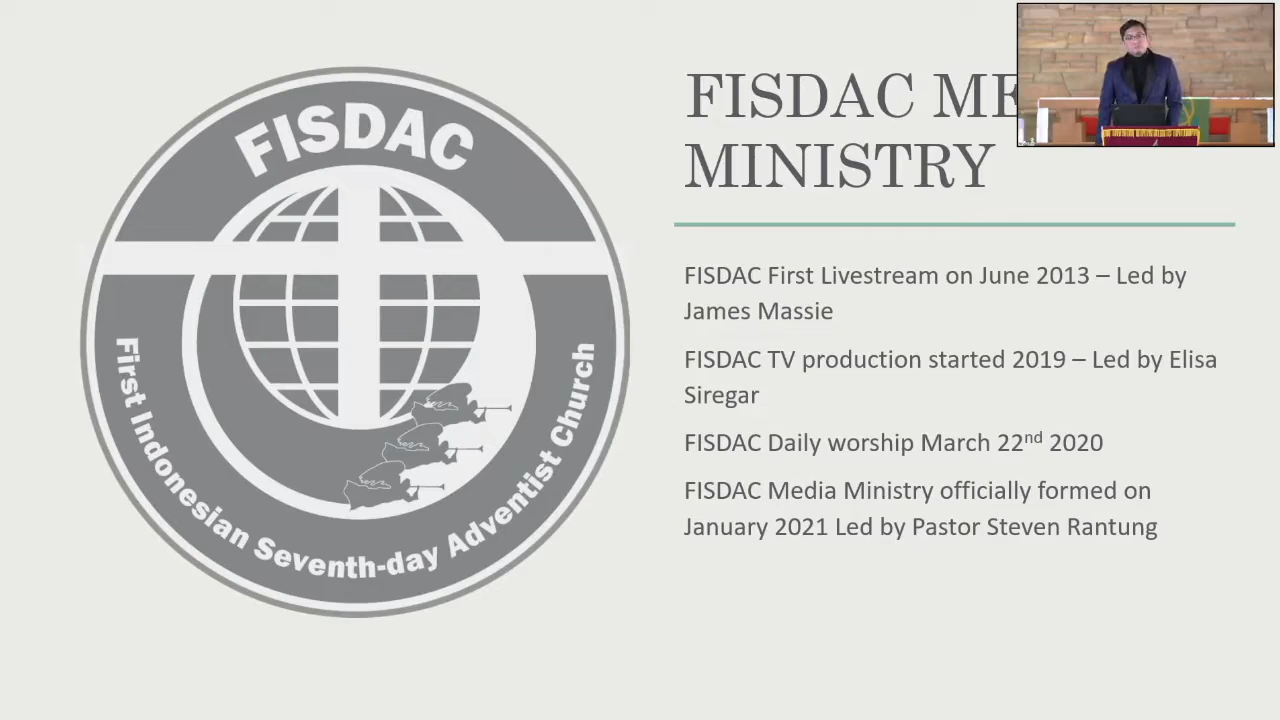 FISDAC
First Indonesian Seventh-day Adventist Church
FISDAC ME
MINISTRY
FISDAC First Livestream on June 2013 – Led by
James Massie
FISDAC TV production started 2019 – Led by Elisa
Siregar
FISDAC Daily worship March 22nd 2020
FISDAC Media Ministry officially formed on
January 2021 Led by Pastor Steven Rantung